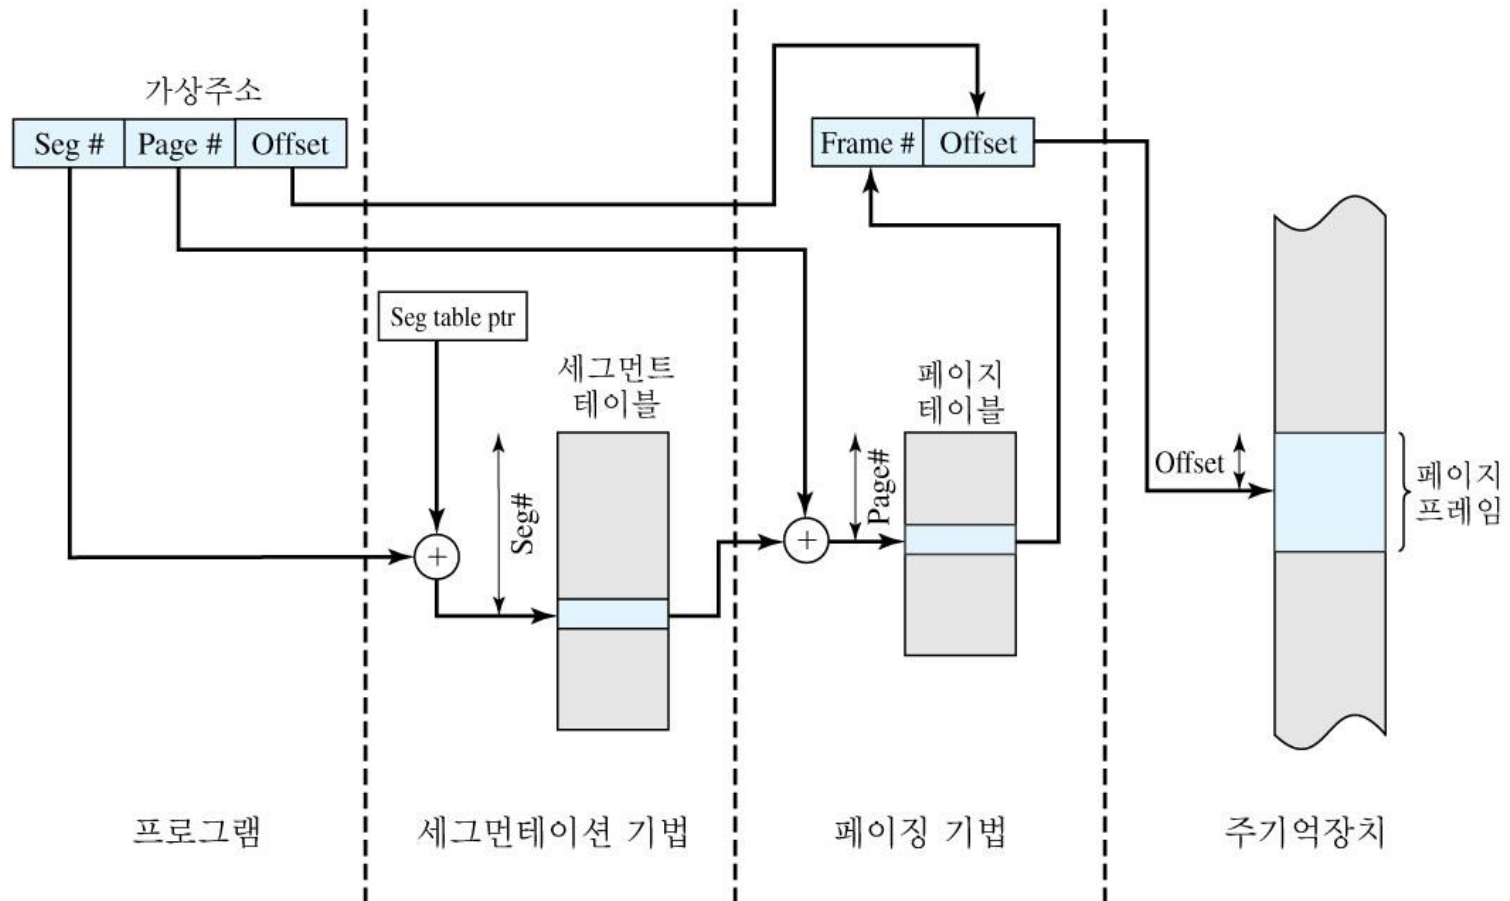 가상주소
Seg #
Page #
Offset
Frame #
Offset
Seg table ptr
세그먼트
테이블
페이지
테이블
Seg#
Page#
+
+
Offset
페이지
프레임
프로그램
세그먼테이션 기법
페이징 기법
주기억장치